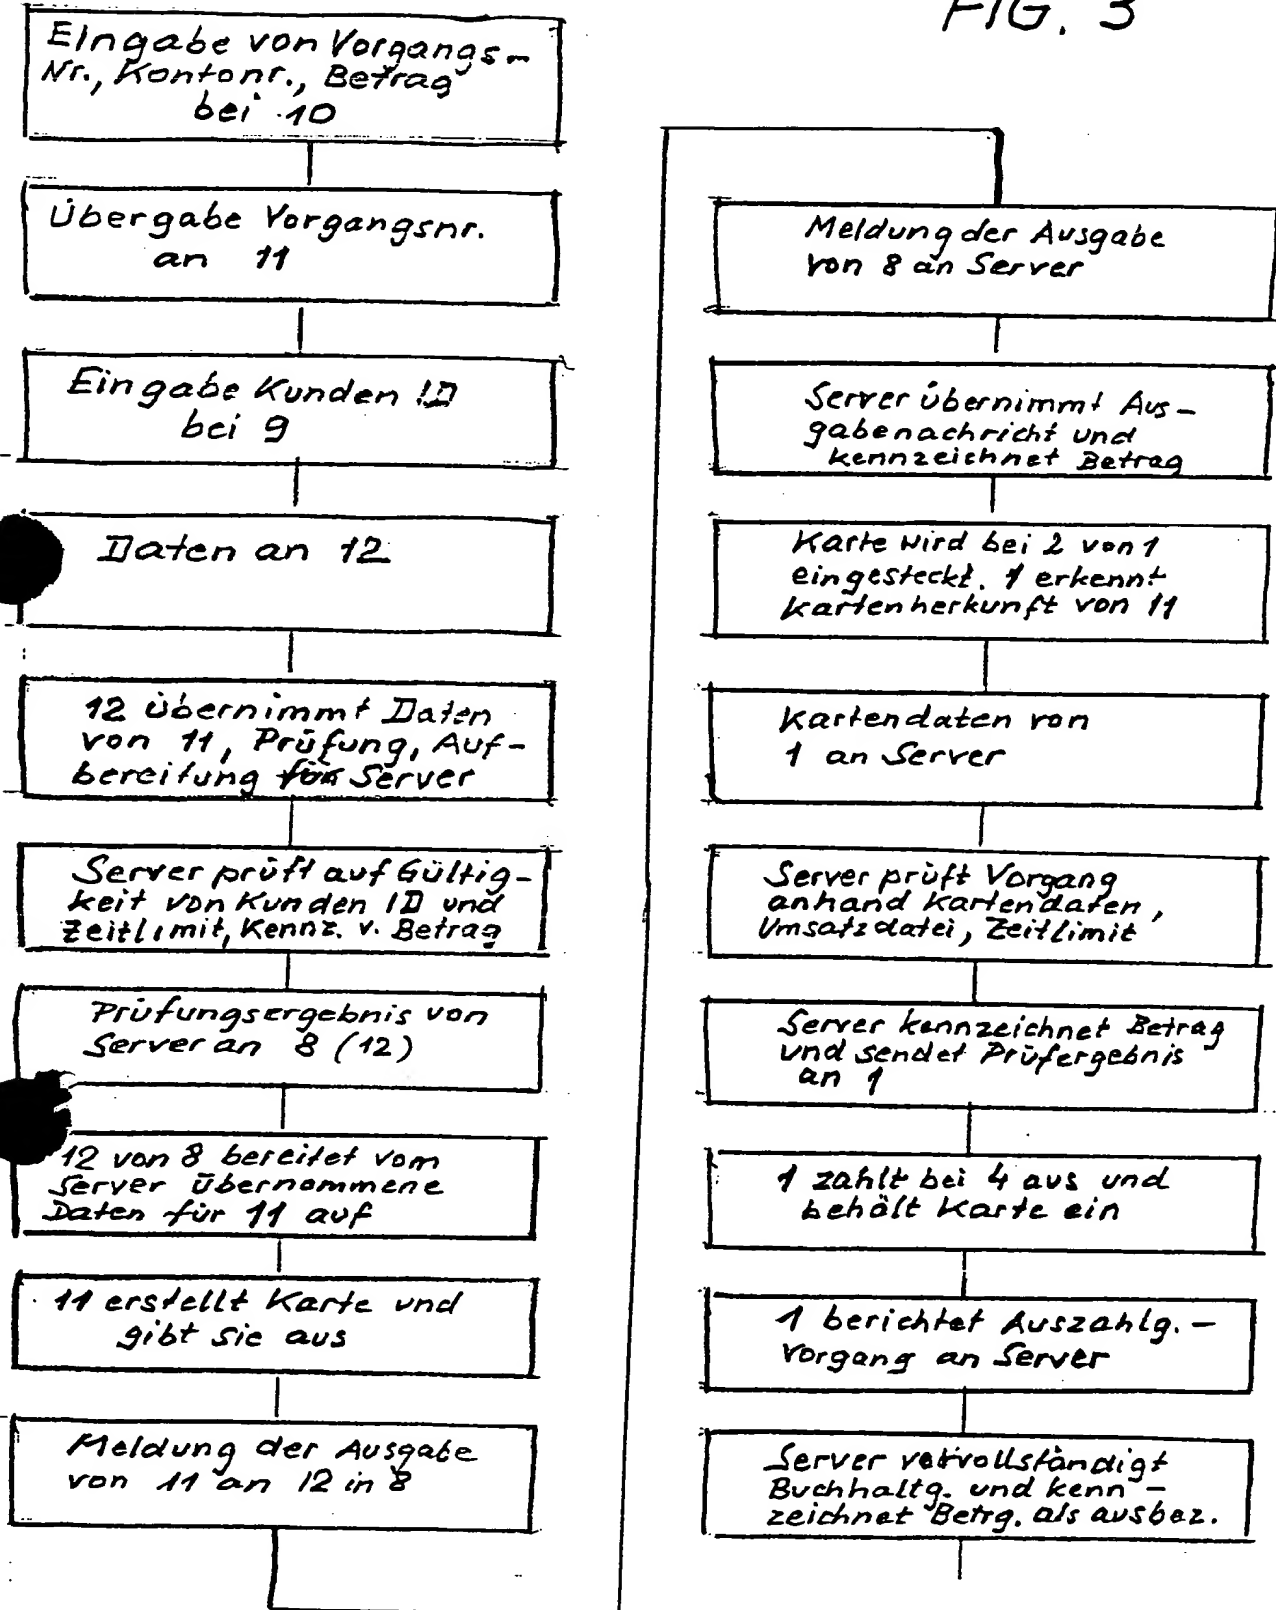 FIG. 3
Eingabe von Vorgangs-
Nr., Kontonr., Betrag
bei 10
Übergabe Vorgangsnr.
an 11
Eingabe Kunden ID
bei 9
Daten an 12
12 übernimmt Daten
von 11, Prüfung, Auf-
bereitung für Server
Server prüft auf Gültig-
keit von Kunden ID und
Zeitlimit, Kennz. v. Betrag
Prüfungsergebnis von
Server an 8 (12)
12 von 8 bereitet vom
Server übernommene
Daten für 11 auf
11 erstellt Karte und
gibt sie aus
Meldung der Ausgabe
von 11 an 12 in 8
Meldung der Ausgabe
von 8 an Server
Server übernimmt Aus-
gabenachricht und
kennzeichnet Betrag
Karte wird bei 2 von 1
eingesteckt. 1 erkennt
Kartenherkunft von 11
Kartendaten von
1 an Server
Server prüft Vorgang
anhand Kartendaten,
Umsatzdatei, Zeitlimit
Server kennzeichnet Betrag
und sendet Prüfergebnis
an 1
1 zahlt bei 4 aus und
behält Karte ein
1 berichtet Auszahlg.-
vorgang an Server
Server vervollständigt
Buchhaltg. und kenn-
zeichnet Betrg. als ausbez.